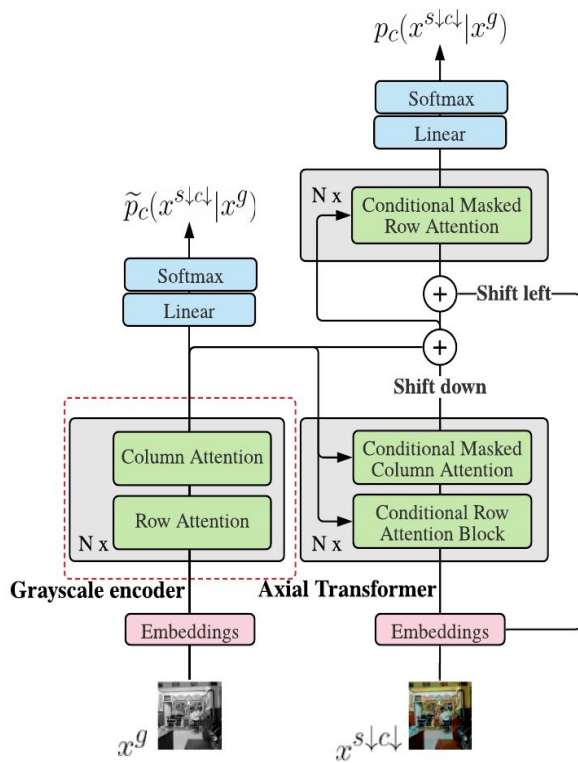 p_c(x^{s↓c↓}|x^g)
Softmax
Linear
N x
Conditional Masked
Row Attention
p̃_c(x^{s↓c↓}|x^g)
Softmax
Linear
+
Shift left
+
Shift down
Column Attention
Row Attention
N x
Conditional Masked
Column Attention
Conditional Row
Attention Block
N x
Grayscale encoder
Axial Transformer
Embeddings
Embeddings
x^g
x^{s↓c↓}